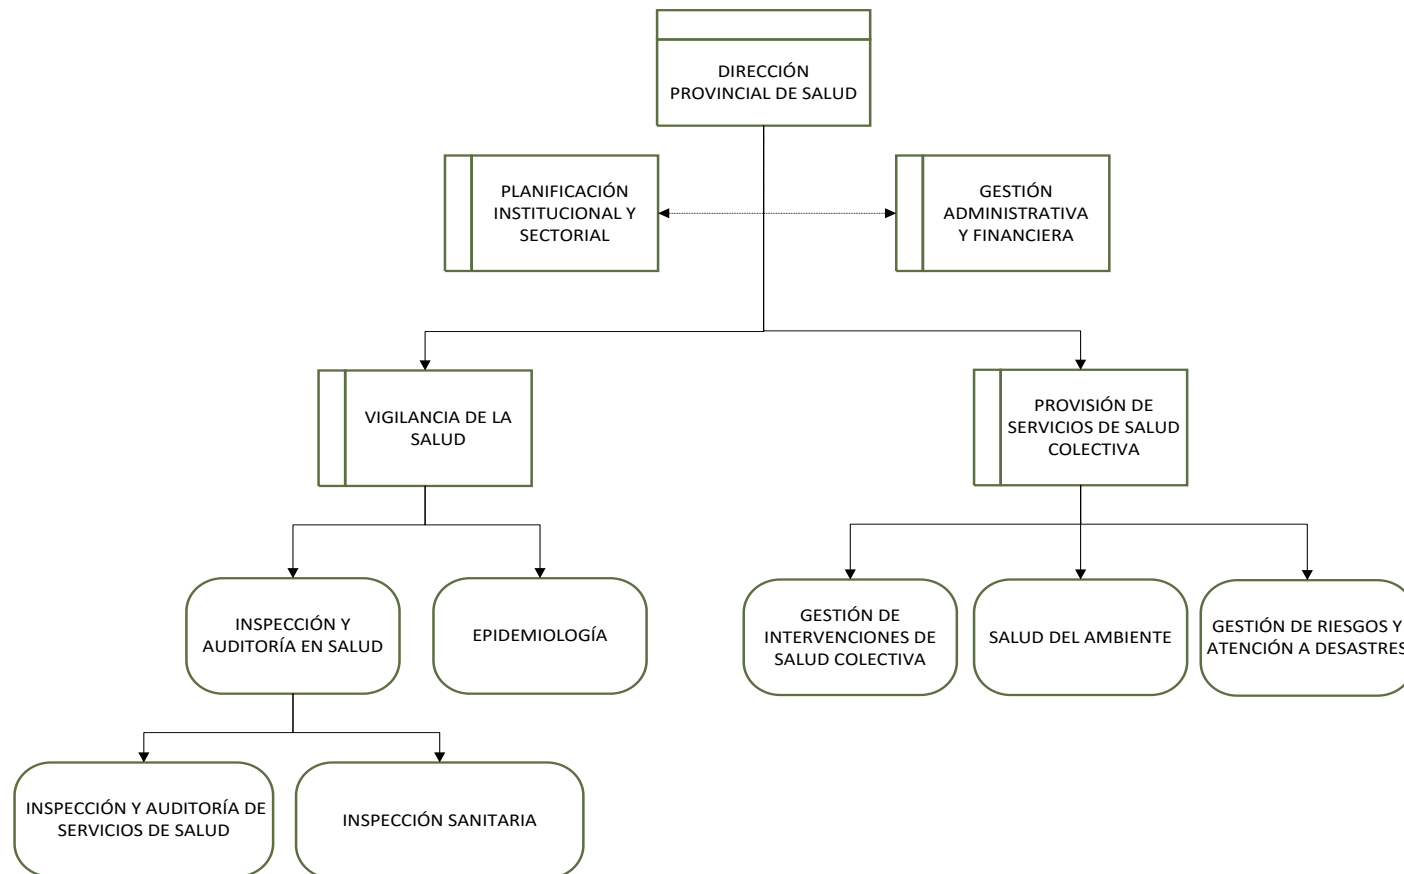 DIRECCIÓN
PROVINCIAL DE SALUD
PLANIFICACIÓN
INSTITUCIONAL Y
SECTORIAL
GESTIÓN
ADMINISTRATIVA
Y FINANCIERA
VIGILANCIA DE LA
SALUD
PROVISIÓN DE
SERVICIOS DE SALUD
COLECTIVA
INSPECCIÓN Y
AUDITORÍA EN SALUD
EPIDEMIOLOGÍA
GESTIÓN DE
INTERVENCIONES DE
SALUD COLECTIVA
SALUD DEL AMBIENTE
GESTIÓN DE RIESGOS Y
ATENCIÓN A DESASTRES
INSPECCIÓN Y AUDITORÍA DE
SERVICIOS DE SALUD
INSPECCIÓN SANITARIA